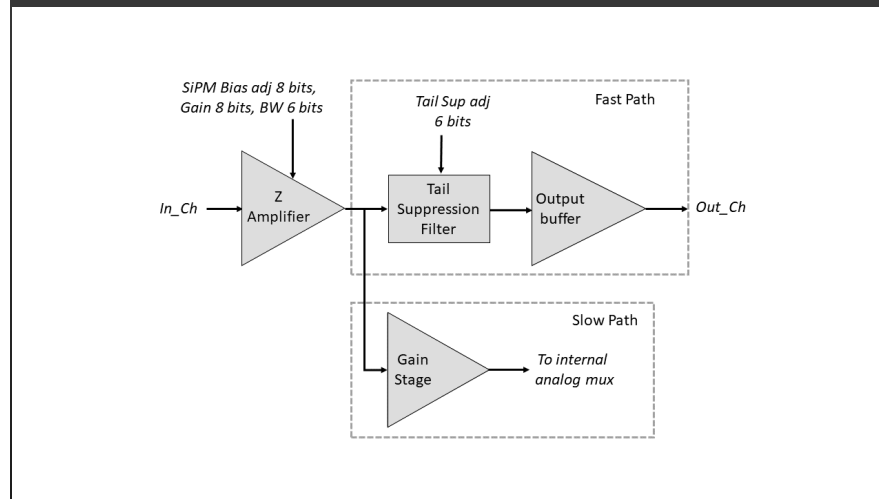 SiPM Bias adj 8 bits,
Gain 8 bits, BW 6 bits
Tail Sup adj
6 bits
Fast Path
In_Ch
Z
Amplifier
Tail
Suppression
Filter
Output
buffer
Out_Ch
Slow Path
Gain
Stage
To internal
analog mux